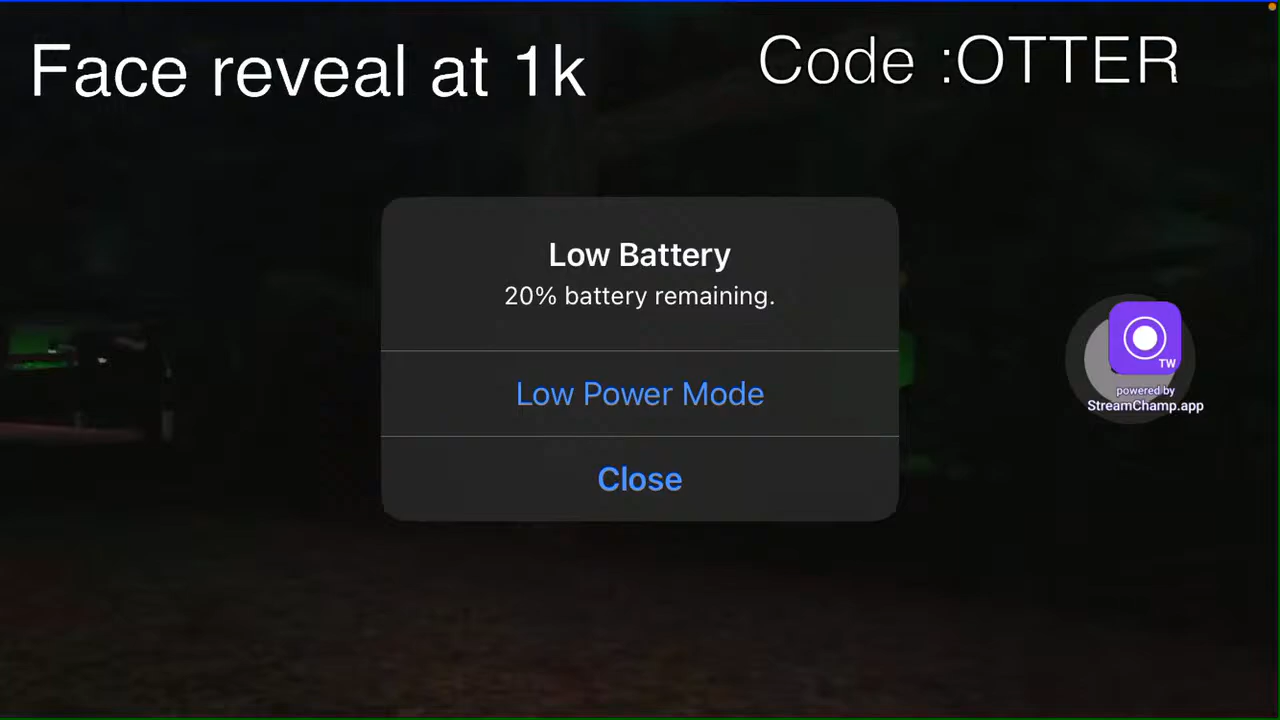 Face reveal at 1k
Code :OTTER
Low Battery
20% battery remaining.
Low Power Mode
Close
TW
powered by
StreamChamp.app